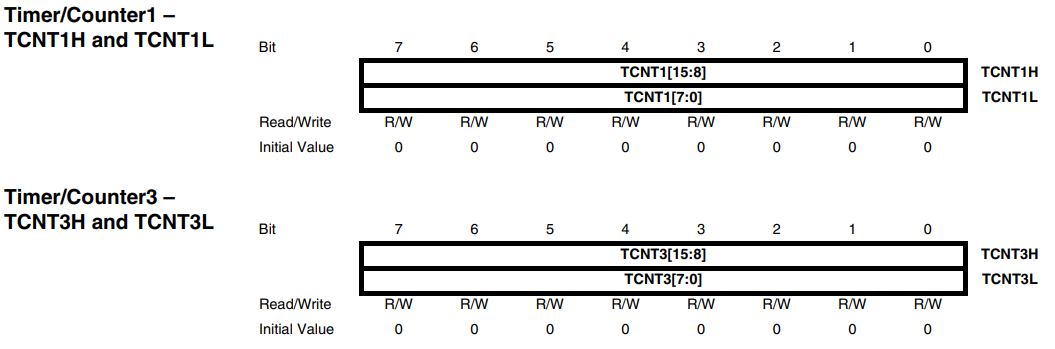 Timer/Counter1 –
TCNT1H and TCNT1L
Bit 7 6 5 4 3 2 1 0
TCNT1[15:8] TCNT1H
TCNT1[7:0] TCNT1L
Read/Write R/W R/W R/W R/W R/W R/W R/W R/W
Initial Value 0 0 0 0 0 0 0 0
Timer/Counter3 –
TCNT3H and TCNT3L
Bit 7 6 5 4 3 2 1 0
TCNT3[15:8] TCNT3H
TCNT3[7:0] TCNT3L
Read/Write R/W R/W R/W R/W R/W R/W R/W R/W
Initial Value 0 0 0 0 0 0 0 0